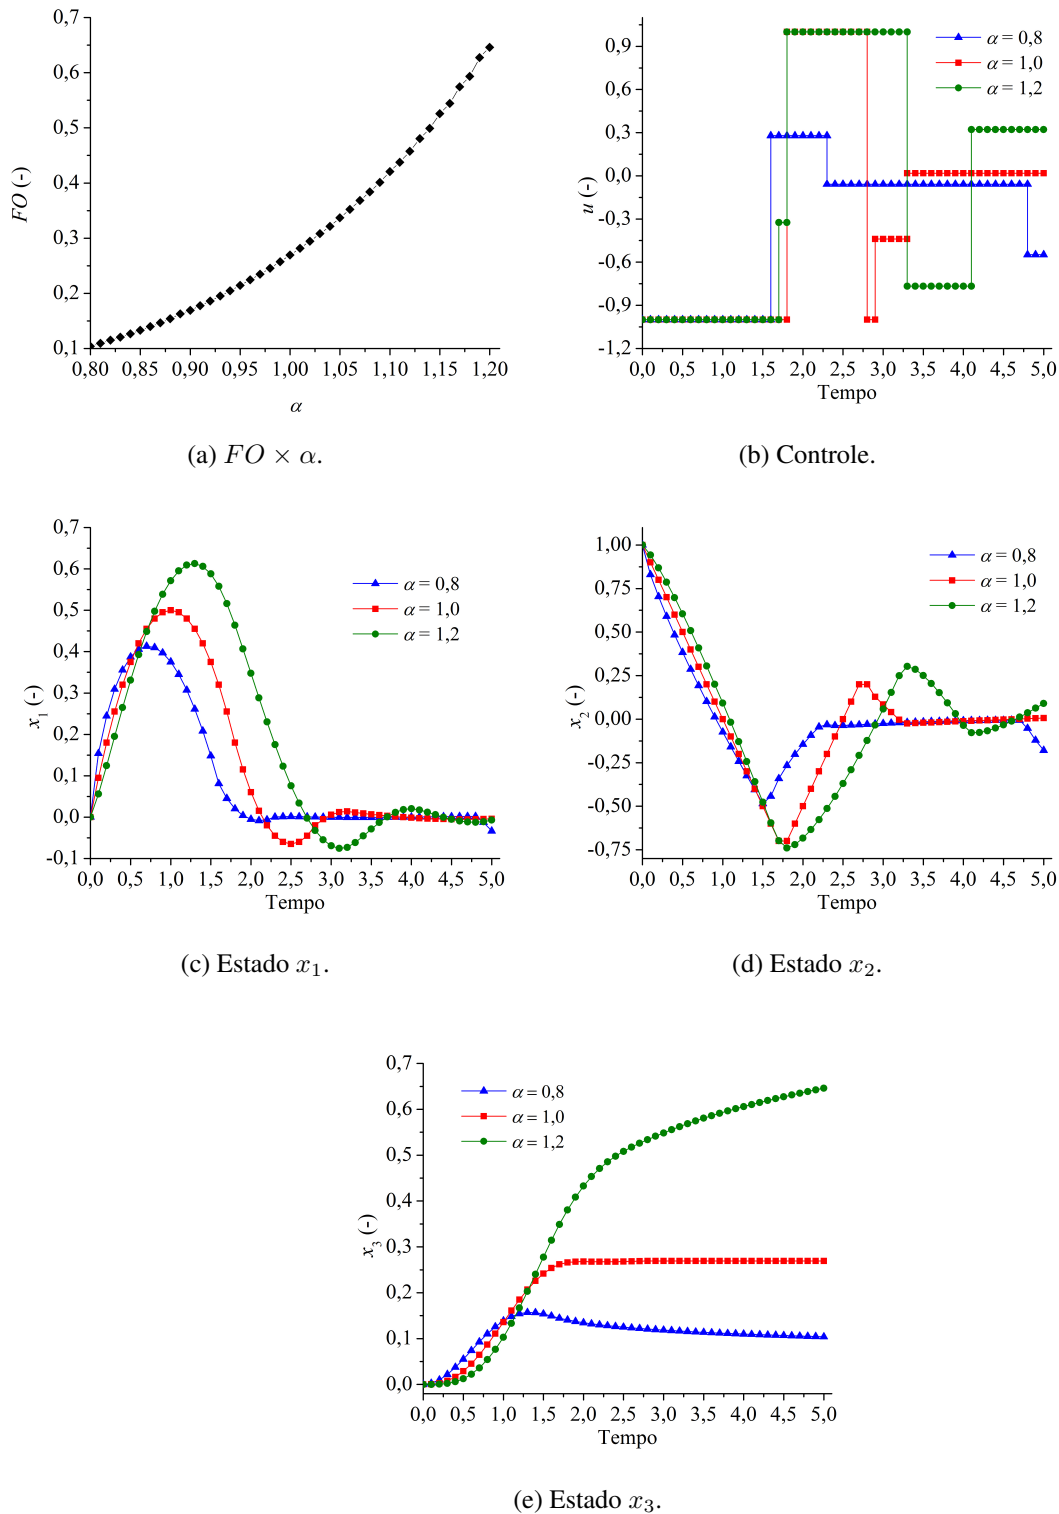 0,7
0,6
0,5
0,4
0,3
0,2
0,1
FO (-)
0,80 0,85 0,90 0,95 1,00 1,05 1,10 1,15 1,20
α
(a) FO × α.
0,9
0,6
0,3
0,0
-0,3
-0,6
-0,9
-1,2
u (-)
α = 0,8
α = 1,0
α = 1,2
0,0 0,5 1,0 1,5 2,0 2,5 3,0 3,5 4,0 4,5 5,0
Tempo
(b) Controle.
0,7
0,6
0,5
0,4
0,3
0,2
0,1
0,0
-0,1
x1 (-)
α = 0,8
α = 1,0
α = 1,2
0,0 0,5 1,0 1,5 2,0 2,5 3,0 3,5 4,0 4,5 5,0
Tempo
(c) Estado x1.
1,00
0,75
0,50
0,25
0,00
-0,25
-0,50
-0,75
x2 (-)
α = 0,8
α = 1,0
α = 1,2
0,0 0,5 1,0 1,5 2,0 2,5 3,0 3,5 4,0 4,5 5,0
Tempo
(d) Estado x2.
0,7
0,6
0,5
0,4
0,3
0,2
0,1
0,0
x3 (-)
α = 0,8
α = 1,0
α = 1,2
0,0 0,5 1,0 1,5 2,0 2,5 3,0 3,5 4,0 4,5 5,0
Tempo
(e) Estado x3.